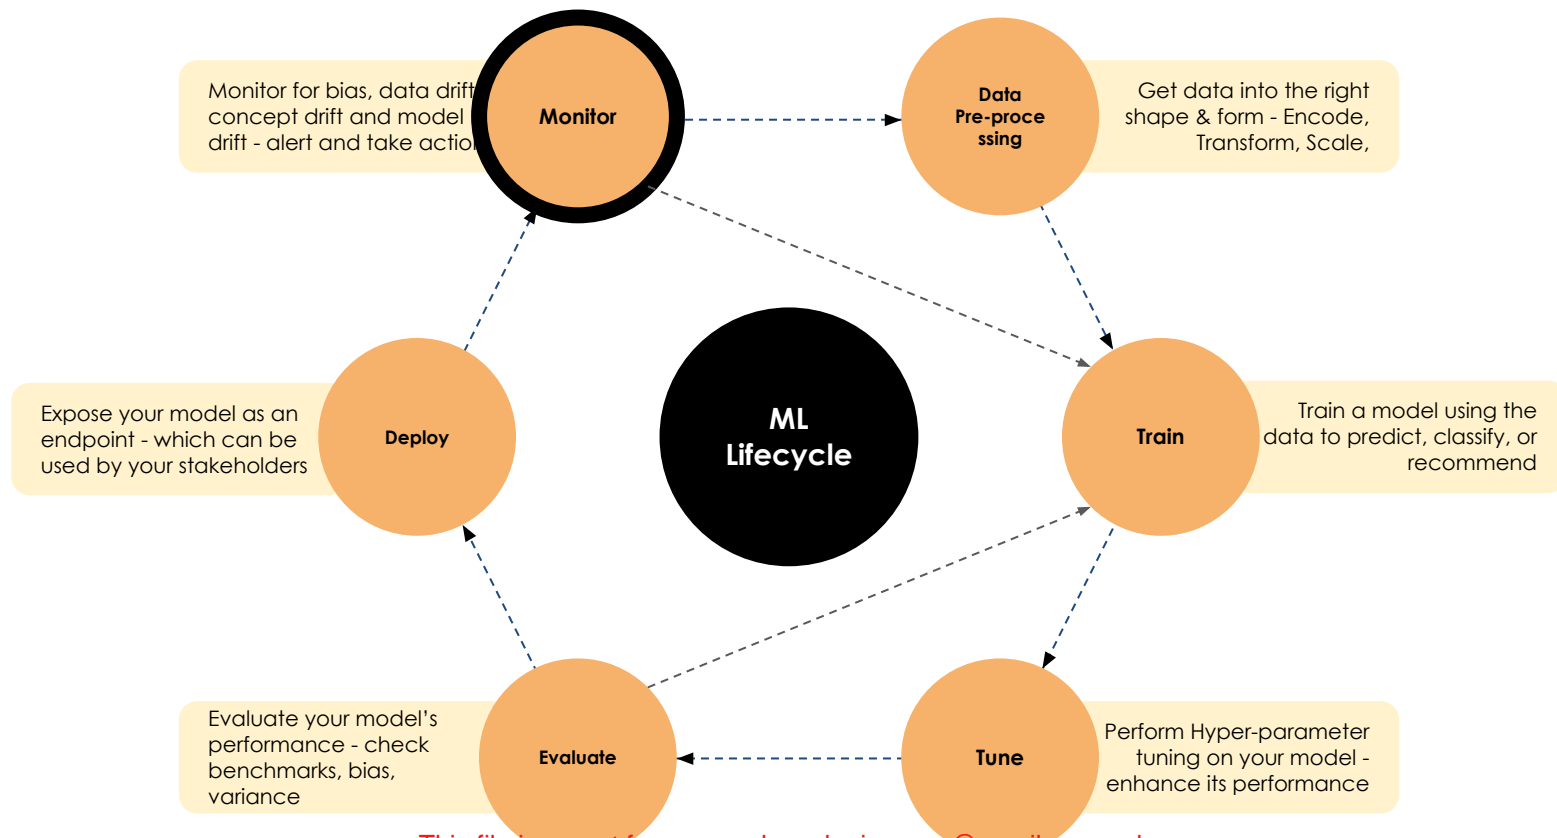 Monitor for bias, data drift
concept drift and model
drift - alert and take action
Monitor
Data
Pre-proce
ssing
Get data into the right
shape & form - Encode,
Transform, Scale,
Expose your model as an
endpoint - which can be
used by your stakeholders
Deploy
ML
Lifecycle
Train
Train a model using the
data to predict, classify, or
recommend
Evaluate your model’s
performance - check
benchmarks, bias,
variance
Evaluate
Tune
Perform Hyper-parameter
tuning on your model -
enhance its performance